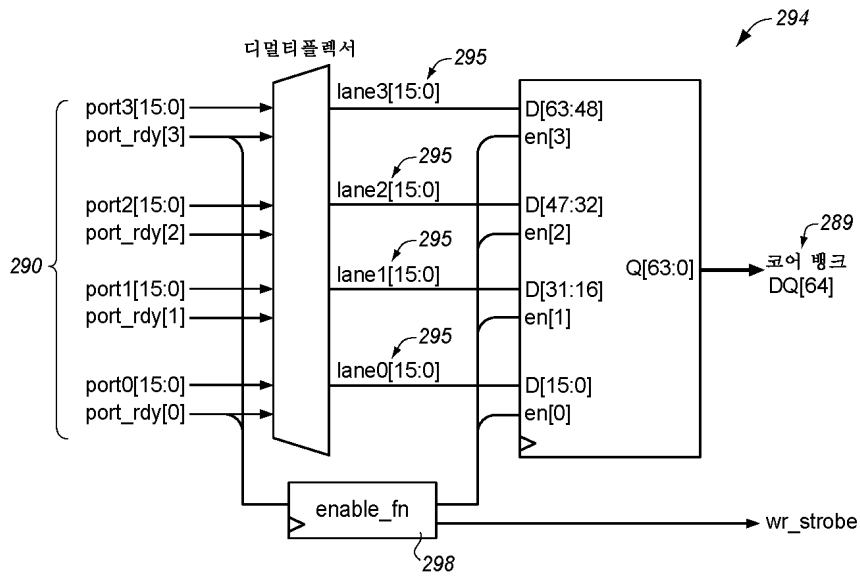 294
디멀티플렉서
295
lane3[15:0]
port3[15:0]
D[63:48]
port_rdy[3]
en[3]
295
lane2[15:0]
port2[15:0]
D[47:32]
port_rdy[2]
en[2]
289
코어 뱅크
DQ[64]
290
295
lane1[15:0]
Q[63:0]
port1[15:0]
D[31:16]
port_rdy[1]
en[1]
295
lane0[15:0]
port0[15:0]
D[15:0]
port_rdy[0]
en[0]
enable_fn
wr_strobe
298